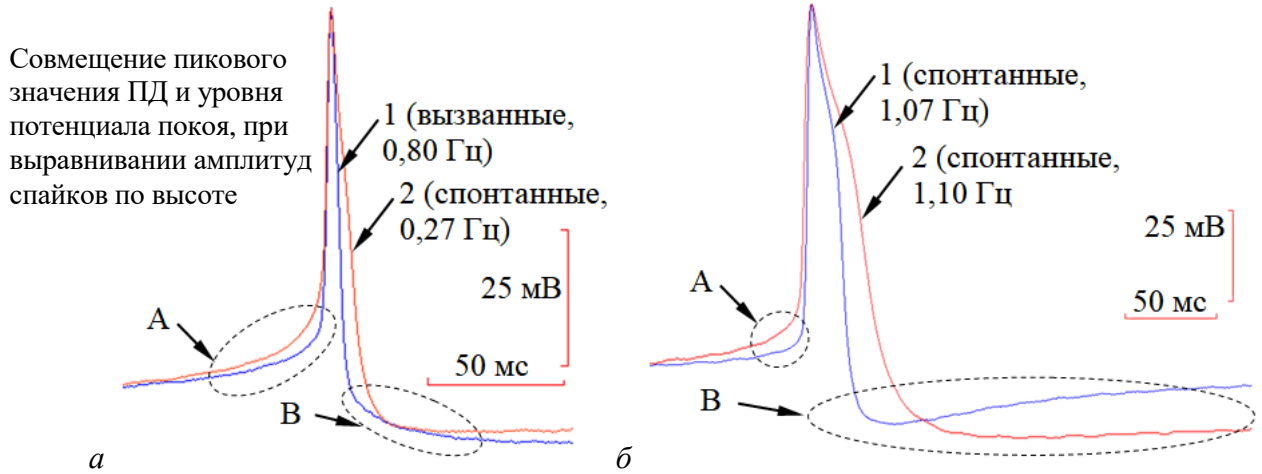 Совмещение пикового
значения ПД и уровня
потенциала покоя, при
выравнивании амплитуд
спайков по высоте
1 (вызванные,
0,80 Гц)
2 (спонтанные,
0,27 Гц)
25 мВ
50 мс
А
В
а
1 (спонтанные,
1,07 Гц)
2 (спонтанные,
1,10 Гц
25 мВ
50 мс
А
В
б